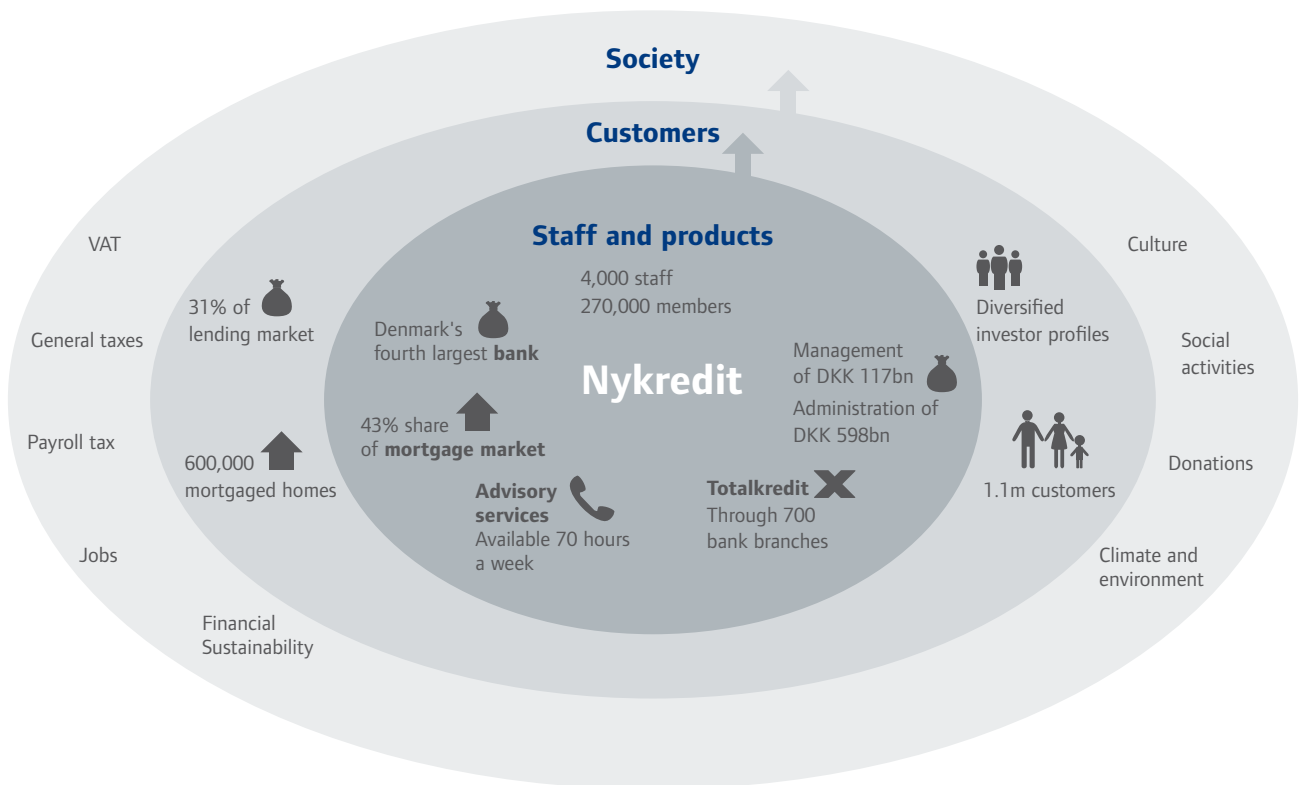 Society
Customers
Staff and products
4,000 staff
270,000 members
Nykredit
Denmark's
fourth largest bank
43% share
of mortgage market
Advisory
services
Available 70 hours
a week
Totalkredit
Through 700
bank branches
Management
of DKK 117bn
Administration of
DKK 598bn
31% of
lending market
600,000
mortgaged homes
Diversified
investor profiles
1.1m customers
VAT
General taxes
Payroll tax
Jobs
Financial
Sustainability
Culture
Social
activities
Donations
Climate and
environment